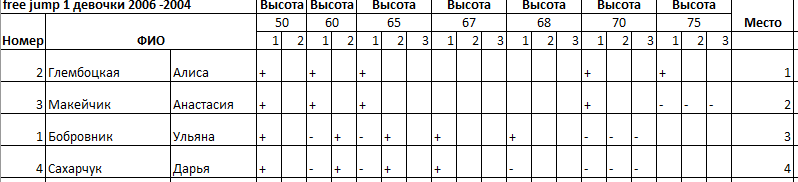 free jump 1 девочки 2006 -2004 Высота Высота Высота Высота Высота Высота Высота
50 60 65 67 68 70 75 Место
Номер ФИО 1 2 1 2 1 2 3 1 2 3 1 2 3 1 2 3 1 2 3
2 Глембоцкая Алиса + + + + + 1
3 Макейчик Анастасия + + + + - - - 2
1 Бобровник Ульяна + - + - + + + - - - 3
4 Сахарчук Дарья + - + - + + - - - - 4